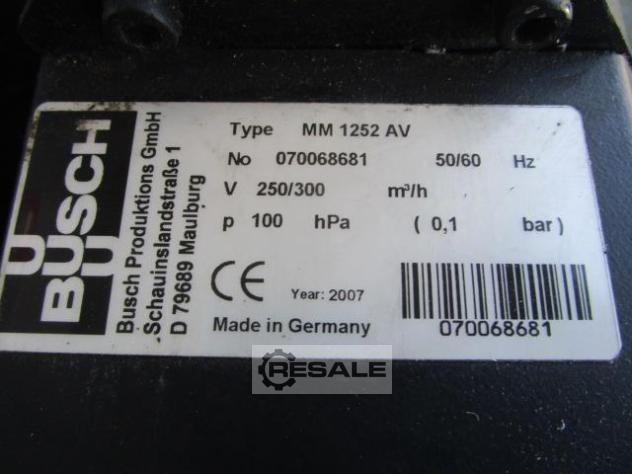 BUSCH
Busch Produktions GmbH
Schauinslandstraße 1
D 79689 Maulburg
Type MM 1252 AV
No 070068681 50/60 Hz
V 250/300 m³/h
p 100 hPa ( 0,1 bar)
CE Year: 2007
Made in Germany
070068681
RESALE